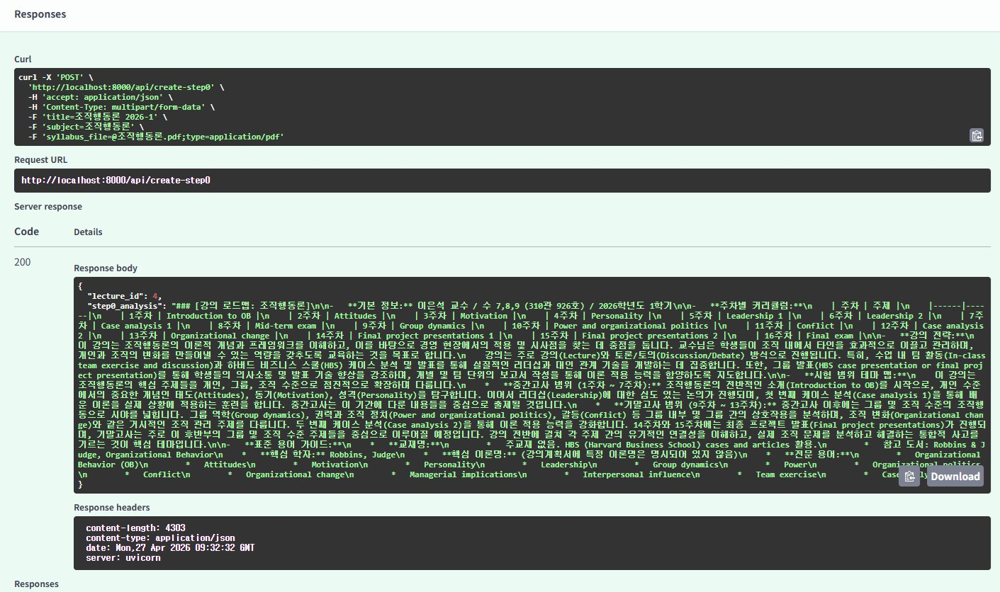 Responses
Curl
curl -X 'POST' \
'http://localhost:8000/api/create-step0' \
-H 'accept: application/json' \
-H 'Content-Type: multipart/form-data' \
-F 'title=조직행동론 2026-1' \
-F 'subject=조직행동론' \
-F 'syllabus_file=@조직행동론.pdf;type=application/pdf'
Request URL
http://localhost:8000/api/create-step0
Server response
Code Details
200
Response body
{
"lecture_id": 4,
"step0_analysis": "### [강의 로드맵: 조직행동론]\n\n- **기본 정보:** 이은석 교수 / 수 7,8,9 (310관 926호) / 2026학년도 1학기\n\n- **주차별 커리큘럼:**\n | 주차 | 주제 |\n |------|----
--|\n | 1주차 | Introduction to OB |\n | 2주차 | Attitudes |\n | 3주차 | Motivation |\n | 4주차 | Personality |\n | 5주차 | Leadership 1 |\n | 6주차 | Leadership 2 |\n | 7주
차 | Case analysis 1 |\n | 8주차 | Mid-term exam |\n | 9주차 | Group dynamics |\n | 10주차 | Power and organizational politics |\n | 11주차 | Conflict |\n | 12주차 | Case analysis
2 |\n | 13주차 | Organizational change |\n | 14주차 | Final project presentations 1 |\n | 15주차 | Final project presentations 2 |\n | 16주차 | Final exam |\n\n- **강의 전략:**\n
이 강의는 조직행동론의 이론적 개념과 프레임워크를 이해하고, 이를 바탕으로 경영 현장에서의 적용 및 시사점을 찾는 데 중점을 둡니다. 교수님은 학생들이 조직 내에서 타인을 효과적으로 이끌고 관리하며,
개인과 조직의 변화를 만들어낼 수 있는 역량을 갖추도록 교육하는 것을 목표로 합니다.\n 강의는 주로 강의(Lecture)와 토론/토의(Discussion/Debate) 방식으로 진행됩니다. 특히, 수업 내 팀 활동(In-class
team exercise and discussion)과 하버드 비즈니스 스쿨(HBS) 케이스 분석 및 발표를 통해 실질적인 리더십과 대인 관계 기술을 개발하는 데 집중합니다. 또한, 그룹 발표(HBS case presentation or final proj
ect presentation)를 통해 학생들의 의사소통 및 발표 기술 향상을 강조하며, 개별 및 팀 단위의 보고서 작성을 통해 이론 적용 능력을 함양하도록 지도합니다.\n\n- **시험 범위 테마 맵:**\n 이 강의는
조직행동론의 핵심 주제들을 개인, 그룹, 조직 수준으로 점진적으로 확장하며 다룹니다.\n * **중간고사 범위 (1주차 ~ 7주차):** 조직행동론의 전반적인 소개(Introduction to OB)를 시작으로, 개인 수준
에서의 중요한 개념인 태도(Attitudes), 동기(Motivation), 성격(Personality)을 탐구합니다. 이어서 리더십(Leadership)에 대한 심도 있는 논의가 진행되며, 첫 번째 케이스 분석(Case analysis 1)을 통해 배
운 이론을 실제 상황에 적용하는 훈련을 합니다. 중간고사는 이 기간에 다룬 내용들을 중심으로 출제될 것입니다.\n * **기말고사 범위 (9주차 ~ 13주차):** 중간고사 이후에는 그룹 및 조직 수준의 조직행
동으로 시야를 넓힙니다. 그룹 역학(Group dynamics), 권력과 조직 정치(Power and organizational politics), 갈등(Conflict) 등 그룹 내부 및 그룹 간의 상호작용을 분석하며, 조직 변화(Organizational chan
ge)와 같은 거시적인 조직 관리 주제를 다룹니다. 두 번째 케이스 분석(Case analysis 2)을 통해 이론 적용 능력을 강화합니다. 14주차와 15주차에는 최종 프로젝트 발표(Final project presentations)가 진행되
며, 기말고사는 주로 이 후반부의 그룹 및 조직 수준 주제들을 중심으로 이루어질 예정입니다. 강의 전반에 걸쳐 각 주제 간의 유기적인 연결성을 이해하고, 실제 조직 문제를 분석하고 해결하는 통합적 사고를
기르는 것이 핵심 테마입니다.\n\n- **표준 용어 가이드:**\n * **교재명:**\n * 주교재 없음. HBS (Harvard Business School) cases and articles 활용.\n * 참고 도서: Robbins & J
udge, Organizational Behavior\n * **핵심 학자:** Robbins, Judge\n * **핵심 이론명:** (강의계획서에 특정 이론명은 명시되어 있지 않음)\n * **전문 용어:**\n * Organizational
Behavior (OB)\n * Attitudes\n * Motivation\n * Personality\n * Leadership\n * Group dynamics\n * Power\n * Organizational politics
\n * Conflict\n * Organizational change\n * Managerial implications\n * Interpersonal influence\n * Team exercise\n * Case
}
Download
Response headers
content-length: 4303
content-type: application/json
date: Mon,27 Apr 2026 09:32:32 GMT
server: uvicorn
Responses